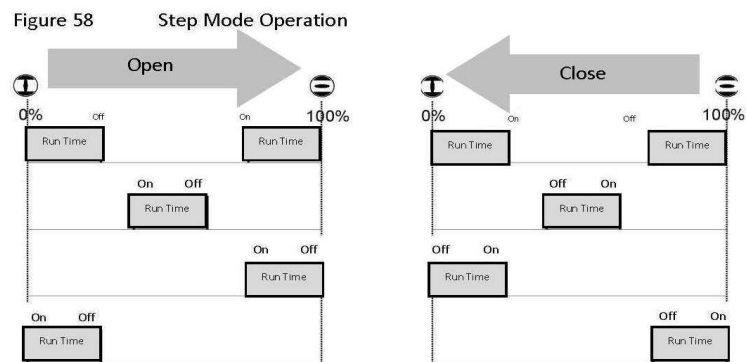 Figure 58 Step Mode Operation
Open
Close
0% 100% 0% 100%
Off On On Off
Run Time Run Time Run Time Run Time
On Off Off On
Run Time Run Time
On Off Off On
Run Time Run Time
On Off Off On
Run Time Run Time